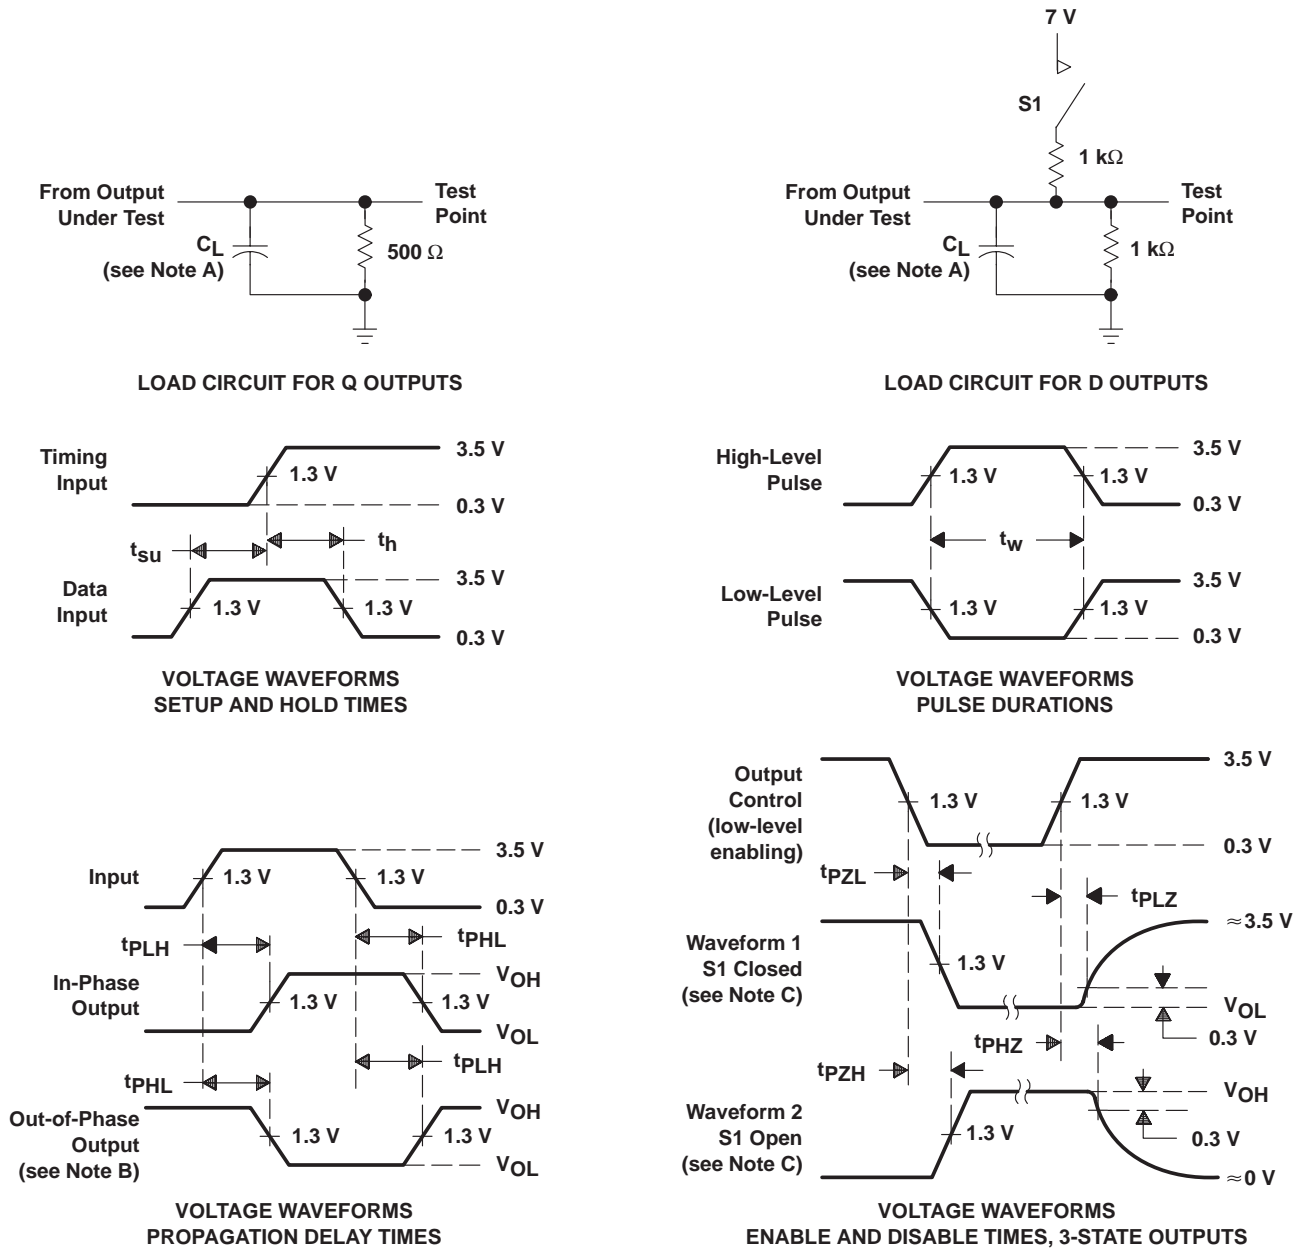 7 V
S1
1 kΩ
From Output
Under Test
Test
Point
CL
(see Note A)
500 Ω
From Output
Under Test
Test
Point
CL
(see Note A)
1 kΩ
LOAD CIRCUIT FOR Q OUTPUTS
LOAD CIRCUIT FOR D OUTPUTS
Timing
Input
3.5 V
1.3 V
0.3 V
tsu
th
Data
Input
3.5 V
1.3 V
1.3 V
0.3 V
VOLTAGE WAVEFORMS
SETUP AND HOLD TIMES
High-Level
Pulse
3.5 V
1.3 V
1.3 V
0.3 V
tw
Low-Level
Pulse
3.5 V
1.3 V
1.3 V
0.3 V
VOLTAGE WAVEFORMS
PULSE DURATIONS
Input
3.5 V
1.3 V
1.3 V
0.3 V
tPLH
tPHL
In-Phase
Output
VOH
1.3 V
1.3 V
VOL
tPHL
tPLH
Out-of-Phase
Output
(see Note B)
VOH
1.3 V
1.3 V
VOL
VOLTAGE WAVEFORMS
PROPAGATION DELAY TIMES
Output
Control
(low-level
enabling)
3.5 V
1.3 V
1.3 V
0.3 V
tPZL
tPLZ
Waveform 1
S1 Closed
(see Note C)
≈3.5 V
1.3 V
VOL
0.3 V
tPHZ
tPZH
Waveform 2
S1 Open
(see Note C)
VOH
1.3 V
0.3 V
≈0 V
VOLTAGE WAVEFORMS
ENABLE AND DISABLE TIMES, 3-STATE OUTPUTS